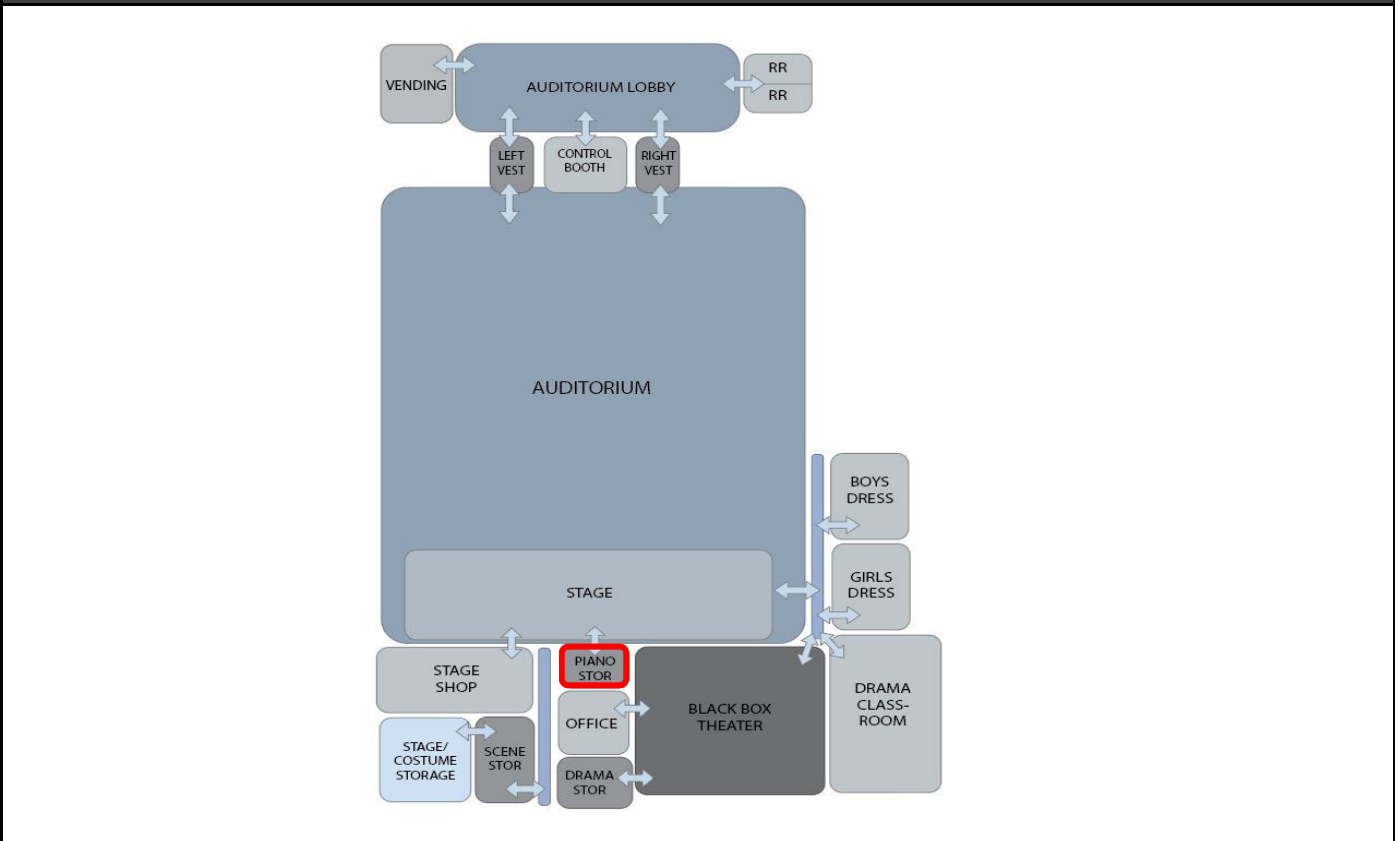 VENDING
AUDITORIUM LOBBY
RR
RR
LEFT
VEST
CONTROL
BOOTH
RIGHT
VEST
AUDITORIUM
BOYS
DRESS
GIRLS
DRESS
STAGE
STAGE
SHOP
PIANO
STOR
OFFICE
BLACK BOX
THEATER
DRAMA
CLASS-
ROOM
STAGE/
COSTUME
STORAGE
SCENE
STOR
DRAMA
STOR